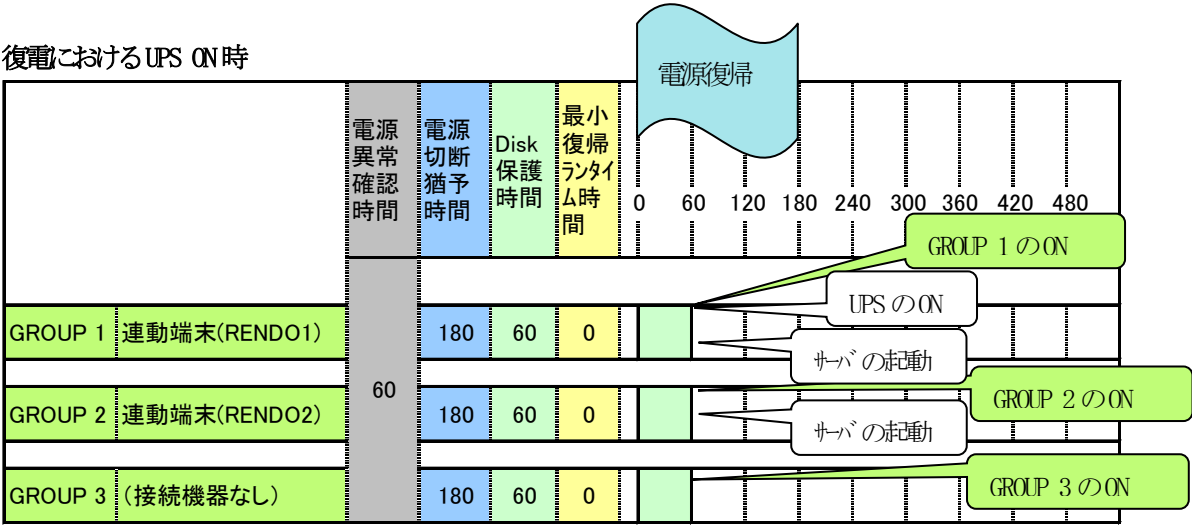 復電におけるUPS ON時
電源復帰
電源
異常
確認
時間
電源
切断
猶予
時間
Disk
保護
時間
最小
復帰
ランタイ
ム時
間
0 60 120 180 240 300 360 420 480
GROUP 1 のON
UPS のON
GROUP 1 連動端末(RENDO1) 180 60 0
サーバの起動
60
GROUP 2 のON
GROUP 2 連動端末(RENDO2) 180 60 0
サーバの起動
GROUP 3 のON
GROUP 3 (接続機器なし) 180 60 0